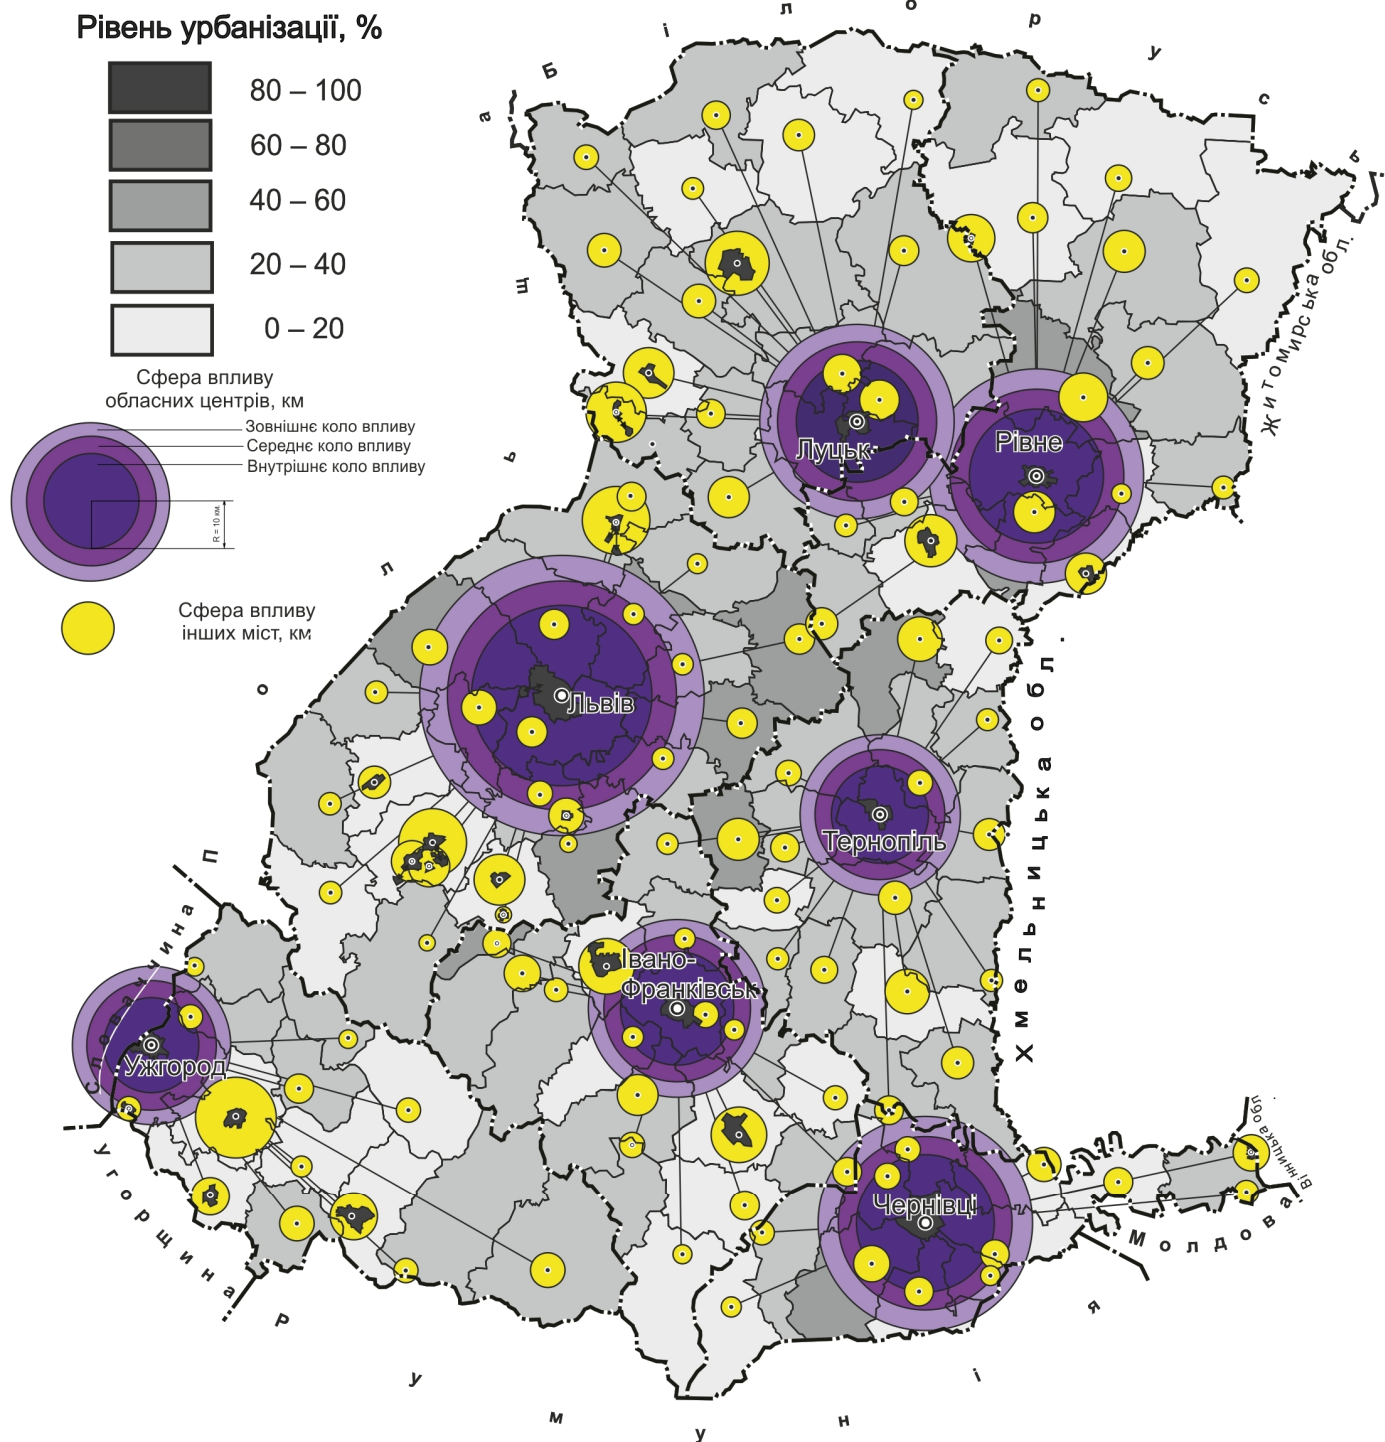 Рівень урбанізації, %
80 – 100
60 – 80
40 – 60
20 – 40
0 – 20
Сфера впливу
обласних центрів, км
Зовнішнє коло впливу
Середнє коло впливу
Внутрішнє коло впливу
R = 10 км.
Сфера впливу
інших міст, км
Білорусь
Польща
Житомирська обл.
Хмельницька обл.
Вінницька обл.
Молдова
Румунія
Угорщина
Словаччина
Луцьк
Рівне
Львів
Тернопіль
Івано-
Франківськ
Ужгород
Чернівці